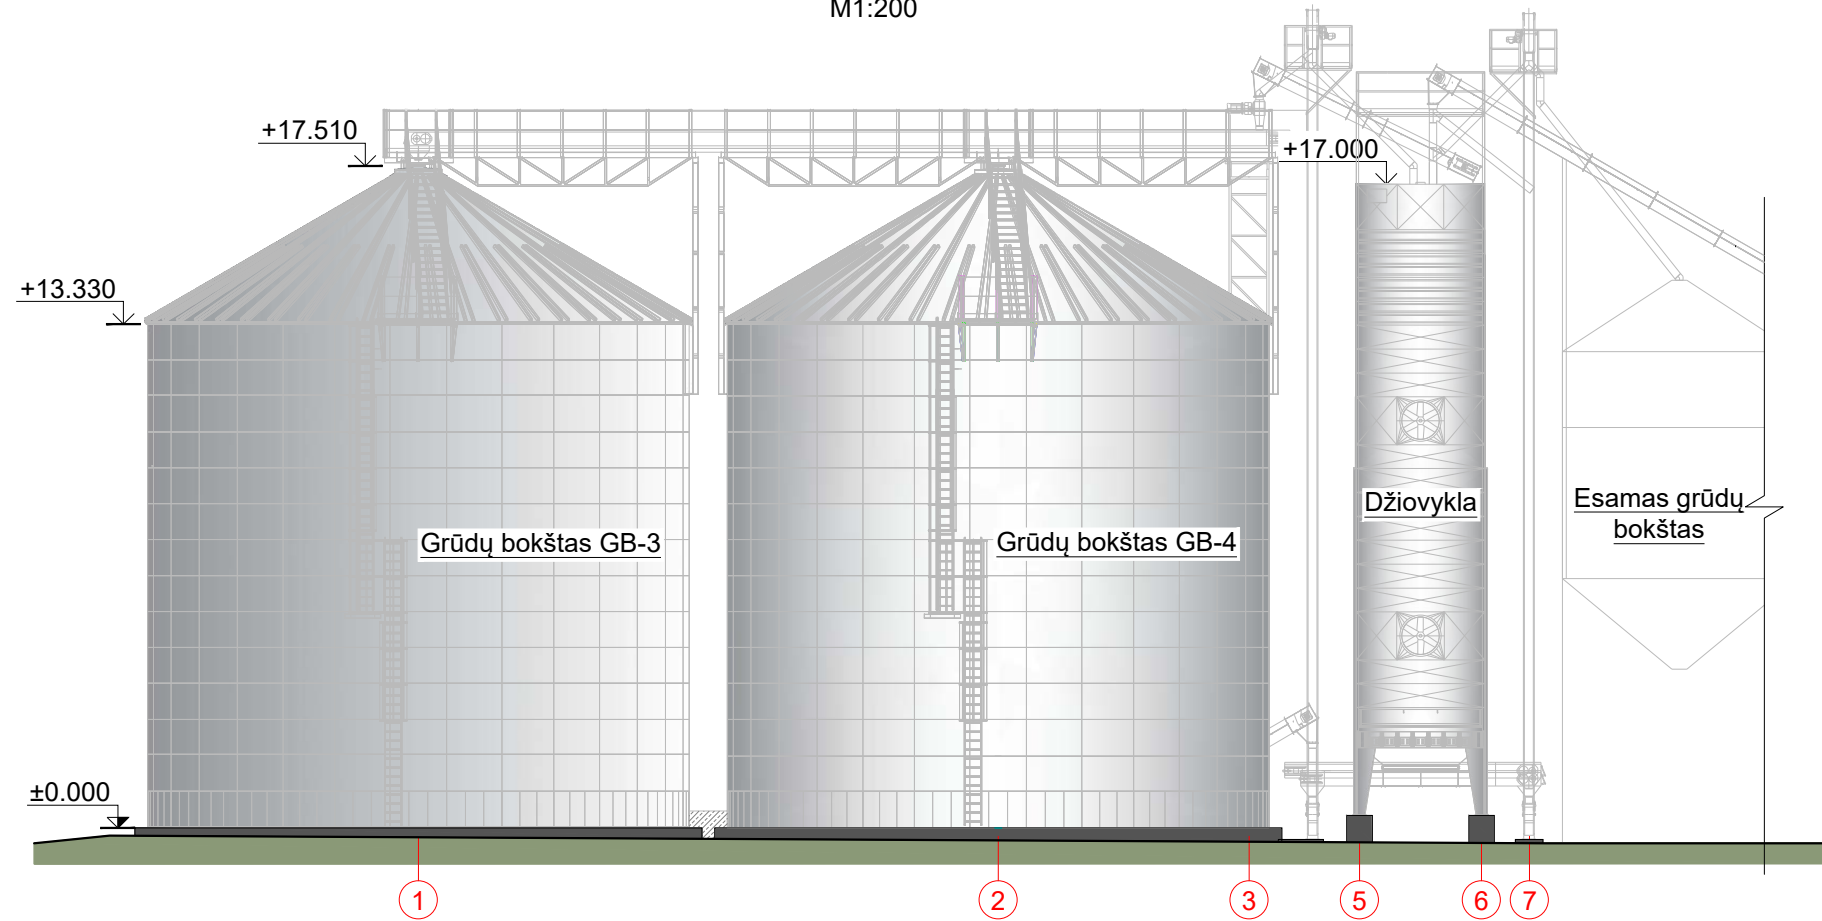 M1:200
+17.510
+17.000
+13.330
Džiovykla
Esamas grūdų
bokštas
Grūdų bokštas GB-3
Grūdų bokštas GB-4
±0.000
1
2
3
5
6
7